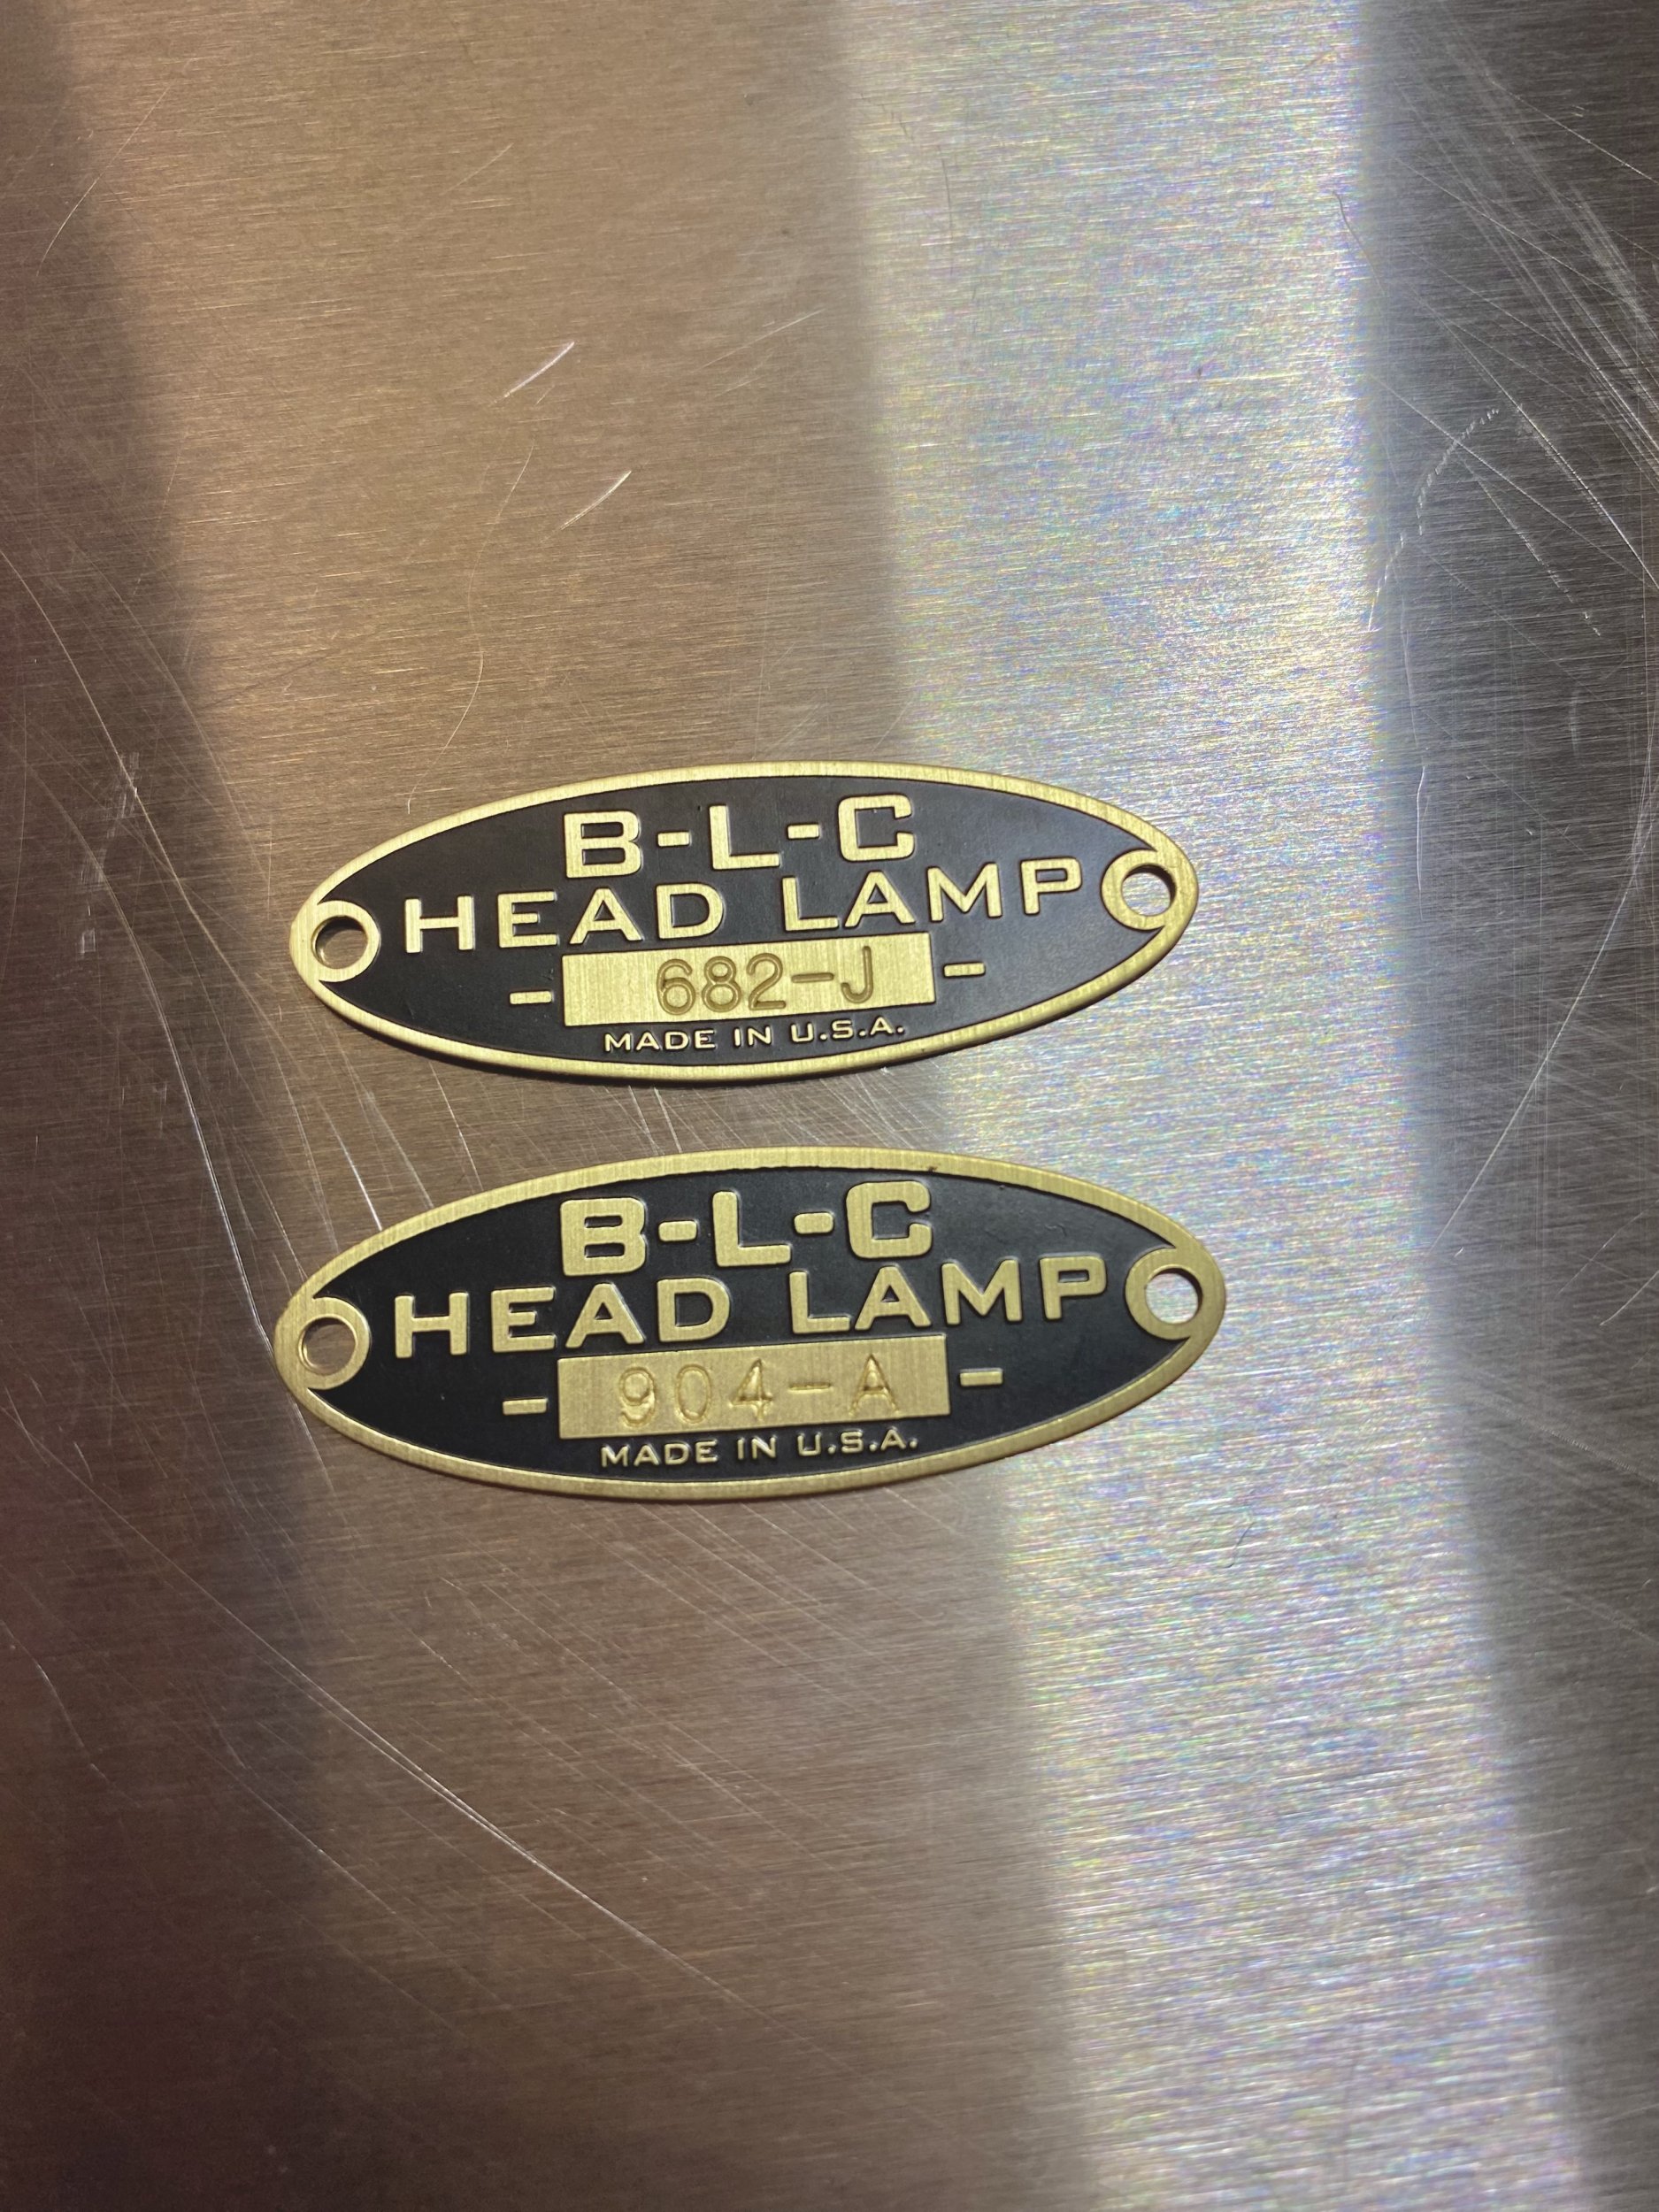 B-L-C
HEAD LAMP
- 682-J -
MADE IN U.S.A.
B-L-C
HEAD LAMP
- 904-A -
MADE IN U.S.A.